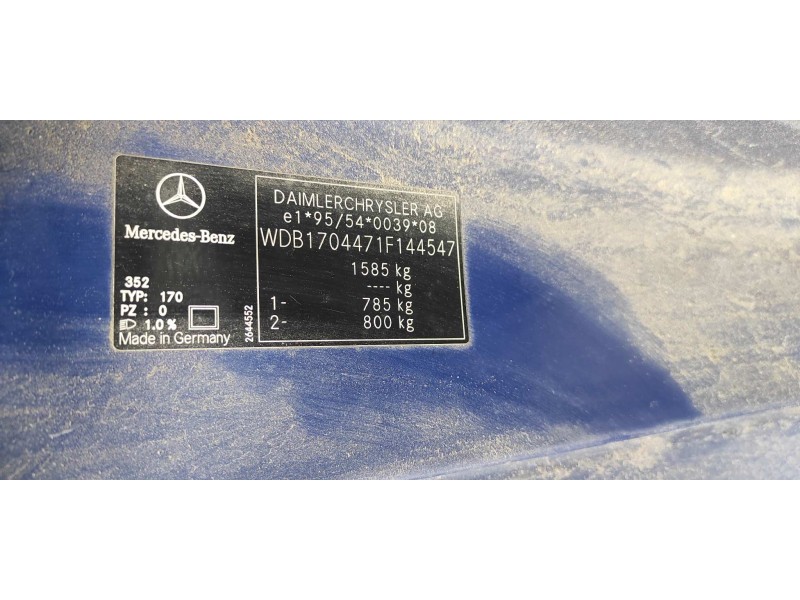 Mercedes-Benz
352
TYP: 170
PZ : 0
1.0 %
Made in Germany
2644552
DAIMLERCHRYSLER AG
e1*95/54*0039*08
WDB1704471F144547
1585 kg
---- kg
1- 785 kg
2- 800 kg